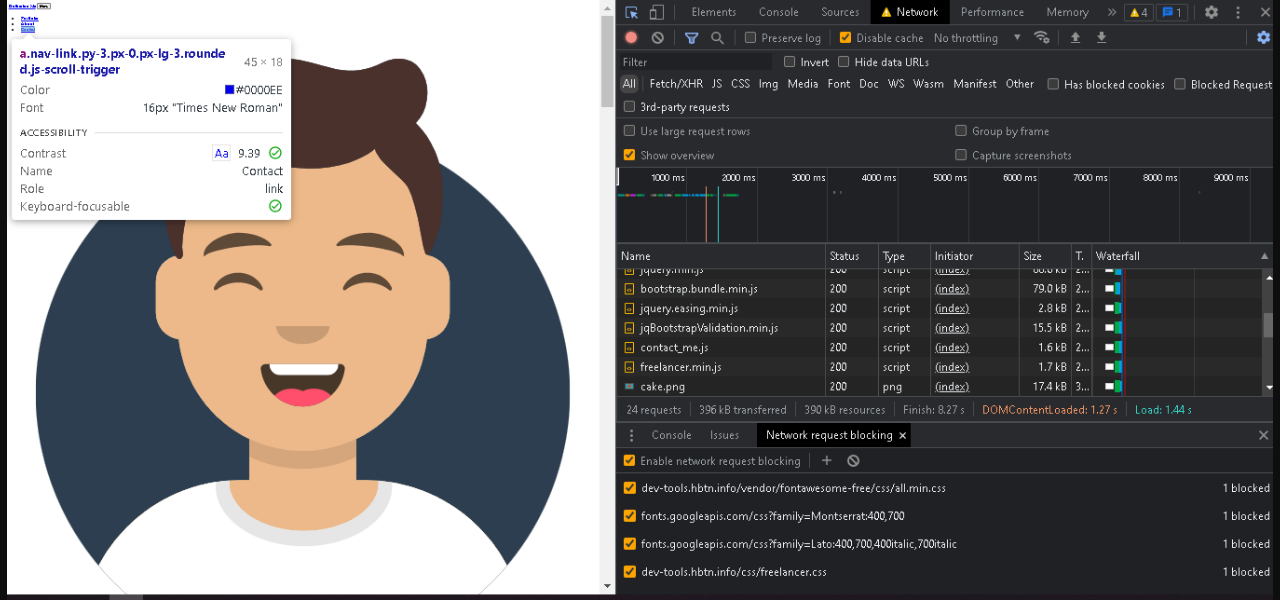 Menu
Portfolio
About
Contact
a.nav-link.py-3.px-0.px-lg-3.rounde
d.js-scroll-trigger
45 × 18
Color #0000EE
Font 16px "Times New Roman"
ACCESSIBILITY
Contrast Aa 9.39
Name Contact
Role link
Keyboard-focusable
Elements Console Sources Network Performance Memory » 4 1
Preserve log Disable cache No throttling
Filter Invert Hide data URLs
All Fetch/XHR JS CSS Img Media Font Doc WS Wasm Manifest Other Has blocked cookies Blocked Request
3rd-party requests
Use large request rows Group by frame
Show overview Capture screenshots
1000 ms 2000 ms 3000 ms 4000 ms 5000 ms 6000 ms 7000 ms 8000 ms 9000 ms
Name Status Type Initiator Size T. Waterfall
jquery.min.js 200 script (index) 88.8 kB 2...
bootstrap.bundle.min.js 200 script (index) 79.0 kB 2...
jquery.easing.min.js 200 script (index) 2.8 kB 2...
jqBootstrapValidation.min.js 200 script (index) 15.5 kB 2...
contact_me.js 200 script (index) 1.6 kB 2...
freelancer.min.js 200 script (index) 1.7 kB 2...
cake.png 200 png (index) 17.4 kB 3...
24 requests 396 kB transferred 390 kB resources Finish: 8.27 s DOMContentLoaded: 1.27 s Load: 1.44 s
Console Issues Network request blocking ×
Enable network request blocking
dev-tools.hbtn.info/vendor/fontawesome-free/css/all.min.css 1 blocked
fonts.googleapis.com/css?family=Montserrat:400,700 1 blocked
fonts.googleapis.com/css?family=Lato:400,700,400italic,700italic 1 blocked
dev-tools.hbtn.info/css/freelancer.css 1 blocked